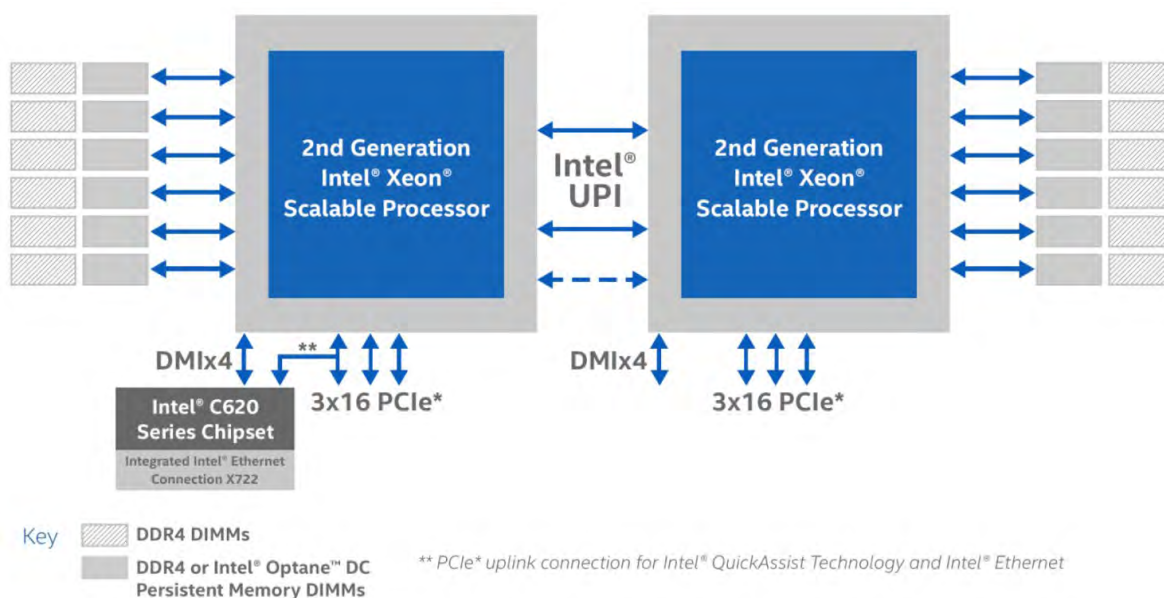 2nd Generation
Intel® Xeon®
Scalable Processor
Intel®
UPI
2nd Generation
Intel® Xeon®
Scalable Processor
DMIx4
**
3x16 PCIe*
DMIx4
3x16 PCIe*
Intel® C620
Series Chipset
Integrated Intel® Ethernet
Connection X722
Key
DDR4 DIMMs
DDR4 or Intel® Optane™ DC
Persistent Memory DIMMs
** PCIe* uplink connection for Intel® QuickAssist Technology and Intel® Ethernet